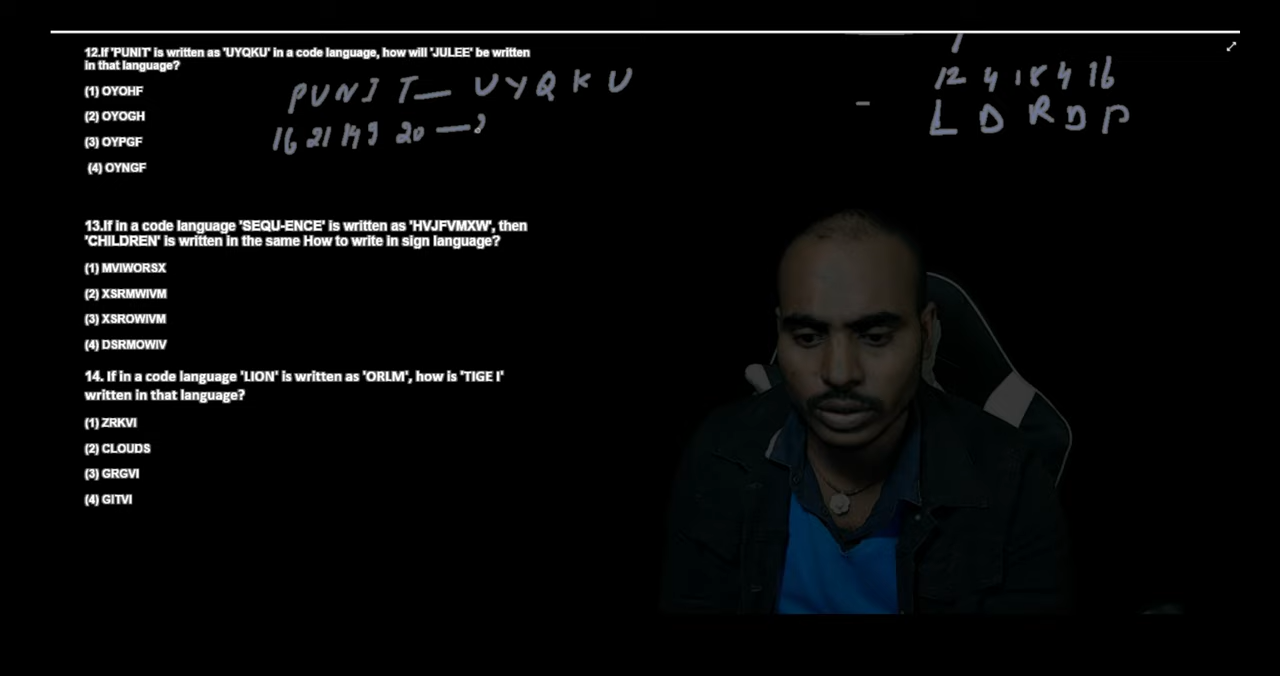 12.If 'PUNIT' is written as 'UYQKU' in a code language, how will 'JULEE' be written
in that language?
(1) OYOHF
(2) OYOGH
(3) OYPGF
(4) OYNGF
PUNIT — UYQKU
16 21 14 9 20 —
12 4 18 4 16
– L D R D P
13.If in a code language 'SEQU-ENCE' is written as 'HVJFVMXW', then
'CHILDREN' is written in the same How to write in sign language?
(1) MVIWORSX
(2) XSRMWIVM
(3) XSROWIVM
(4) DSRMOWIV
14. If in a code language 'LION' is written as 'ORLM', how is 'TIGE I'
written in that language?
(1) ZRKVI
(2) CLOUDS
(3) GRGVI
(4) GITVI